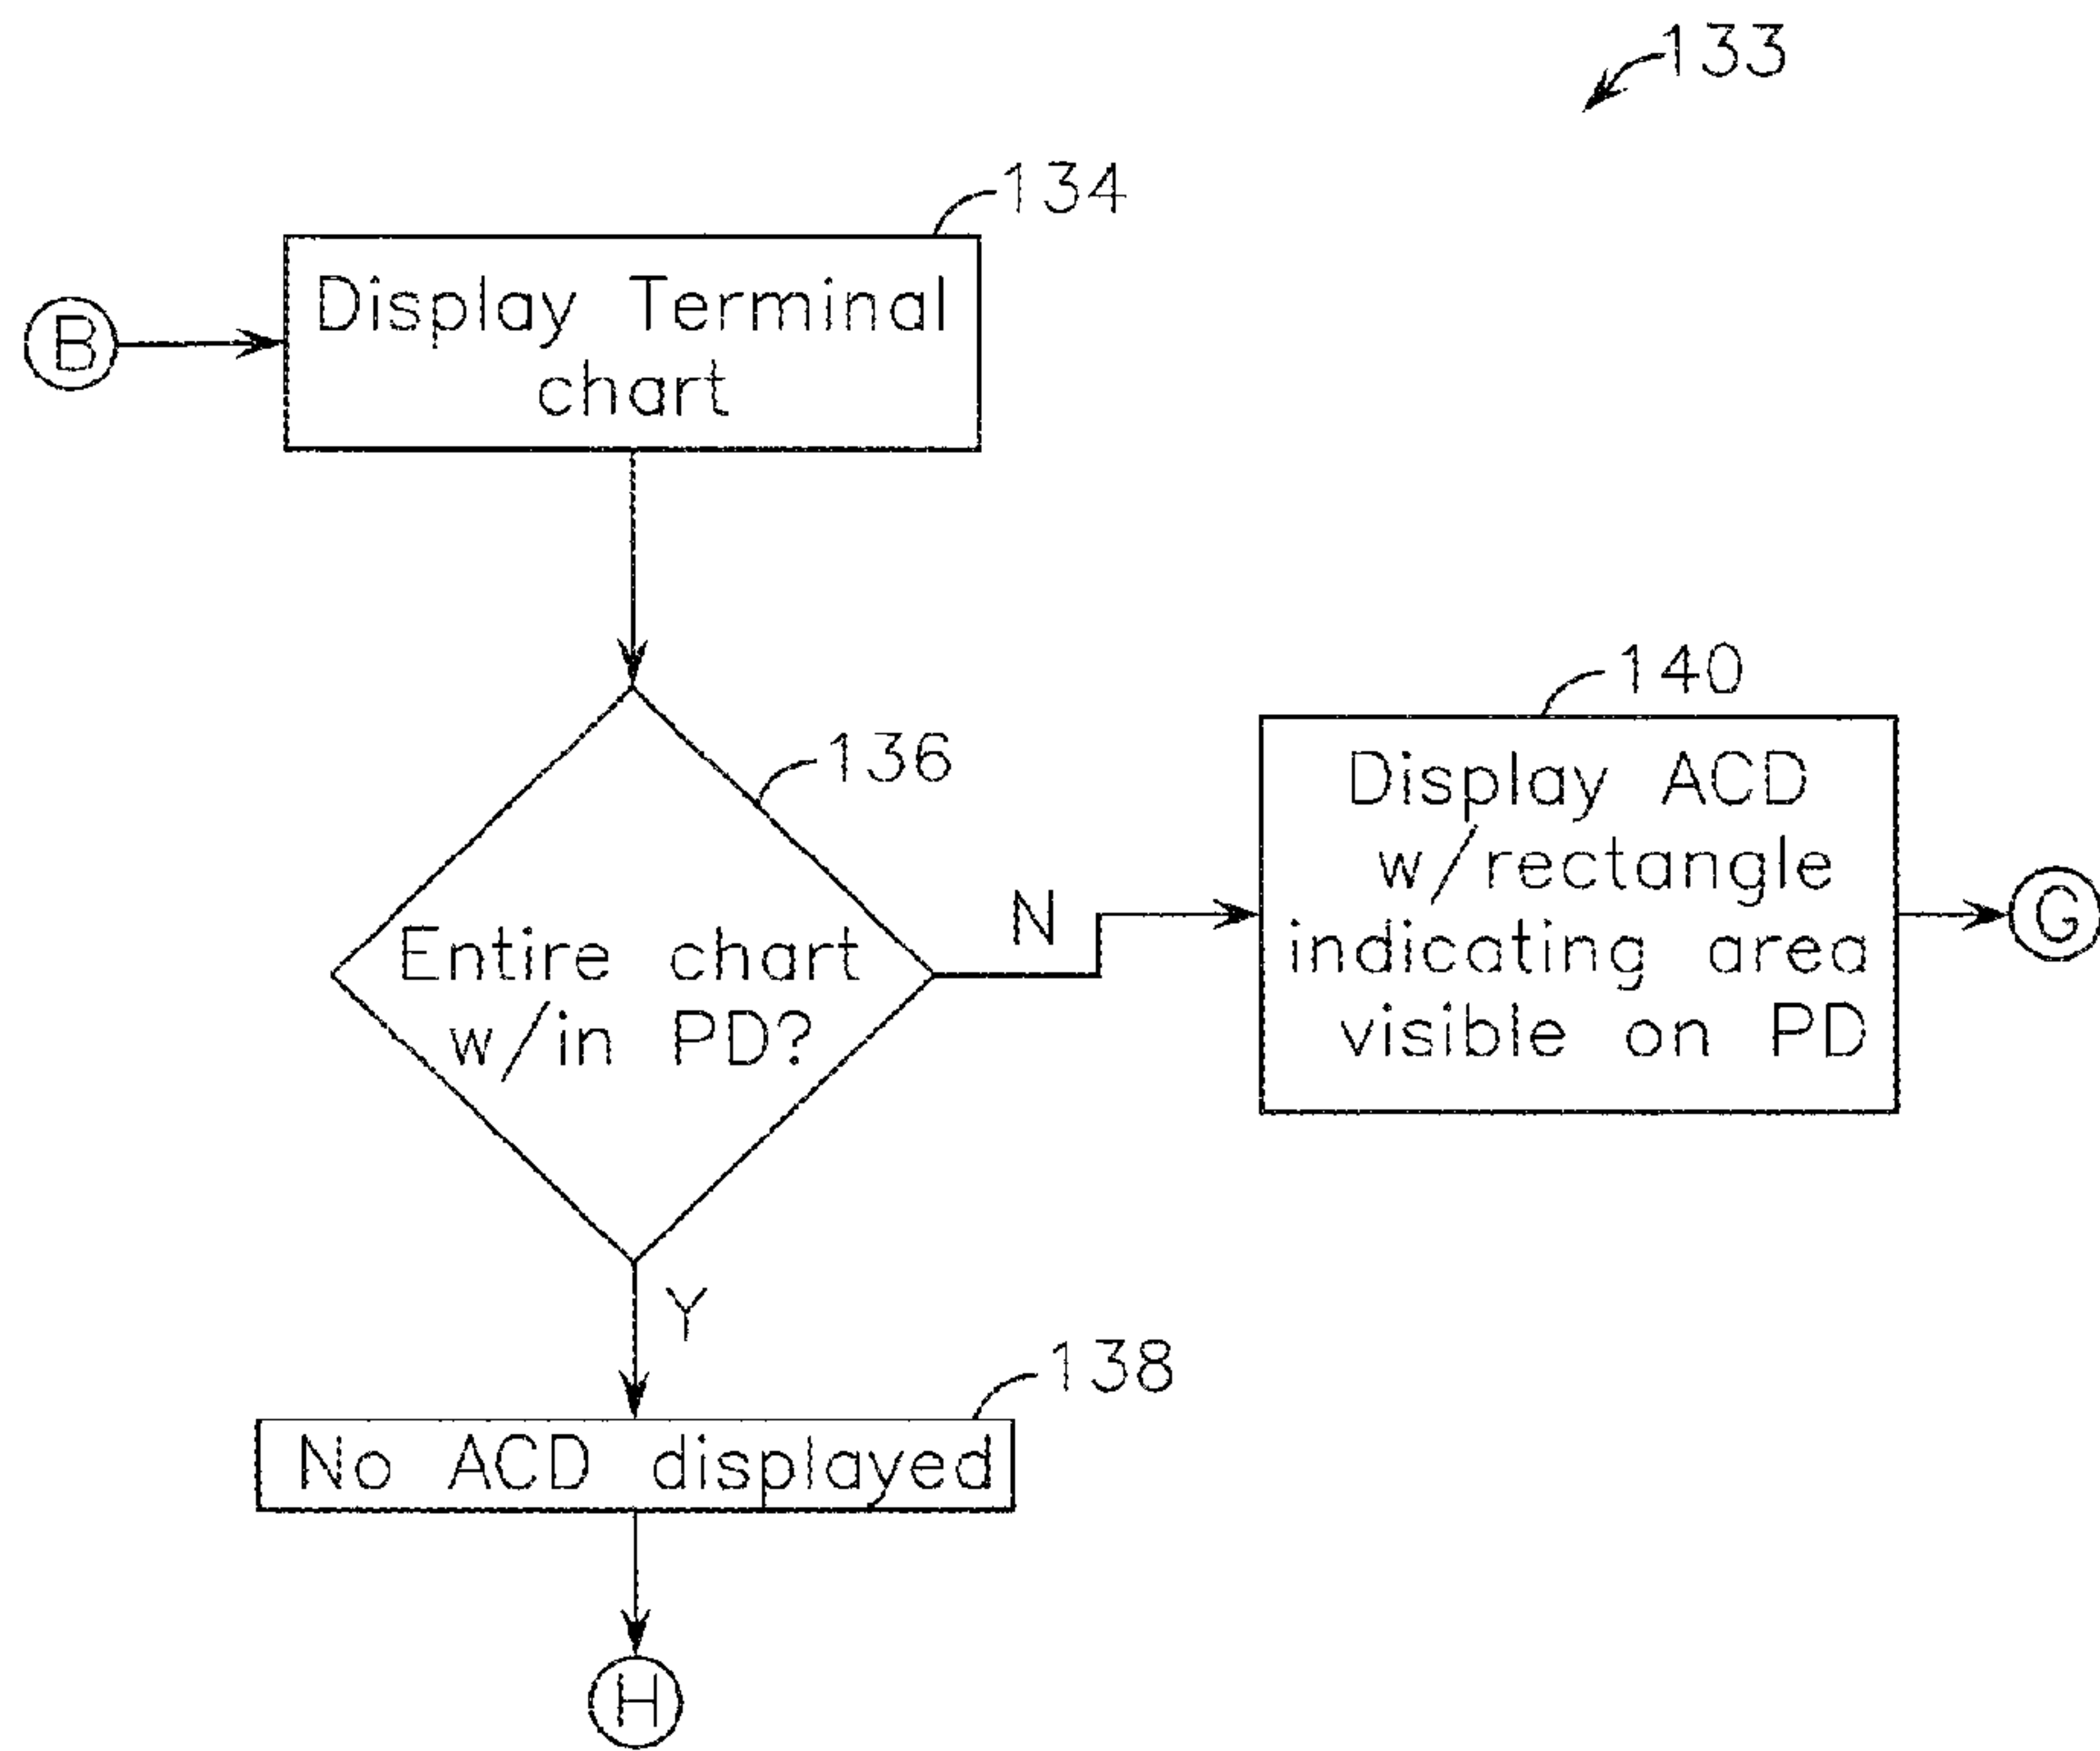 133
134
B
Display Terminal
chart
136
Entire chart
w/in PD?
N
140
Display ACD
w/rectangle
indicating area
visible on PD
G
Y
138
No ACD displayed
H